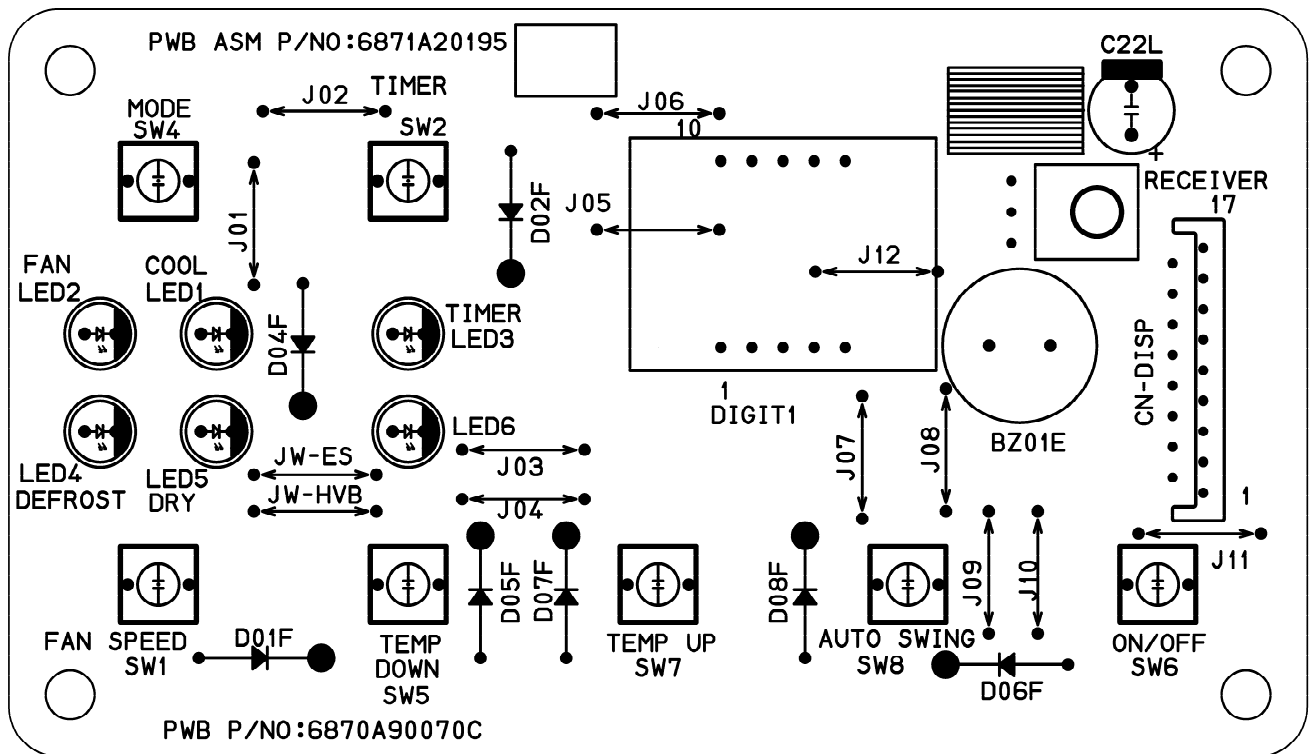 PWB ASM P/NO:6871A20195
C22L
TIMER
J02
J06
MODE
SW4
SW2
10
+
RECEIVER
17
J01
D02F
J05
J12
FAN
LED2
COOL
LED1
TIMER
LED3
D04F
CN-DISP
1
DIGIT1
LED6
BZ01E
J07
J08
LED4
DEFROST
LED5
DRY
JW-ES
JW-HVB
J03
J04
1
J11
D05F
D07F
D08F
J09
J10
FAN SPEED
SW1
D01F
TEMP
DOWN
SW5
TEMP UP
SW7
AUTO SWING
SW8
D06F
ON/OFF
SW6
PWB P/NO:6870A90070C